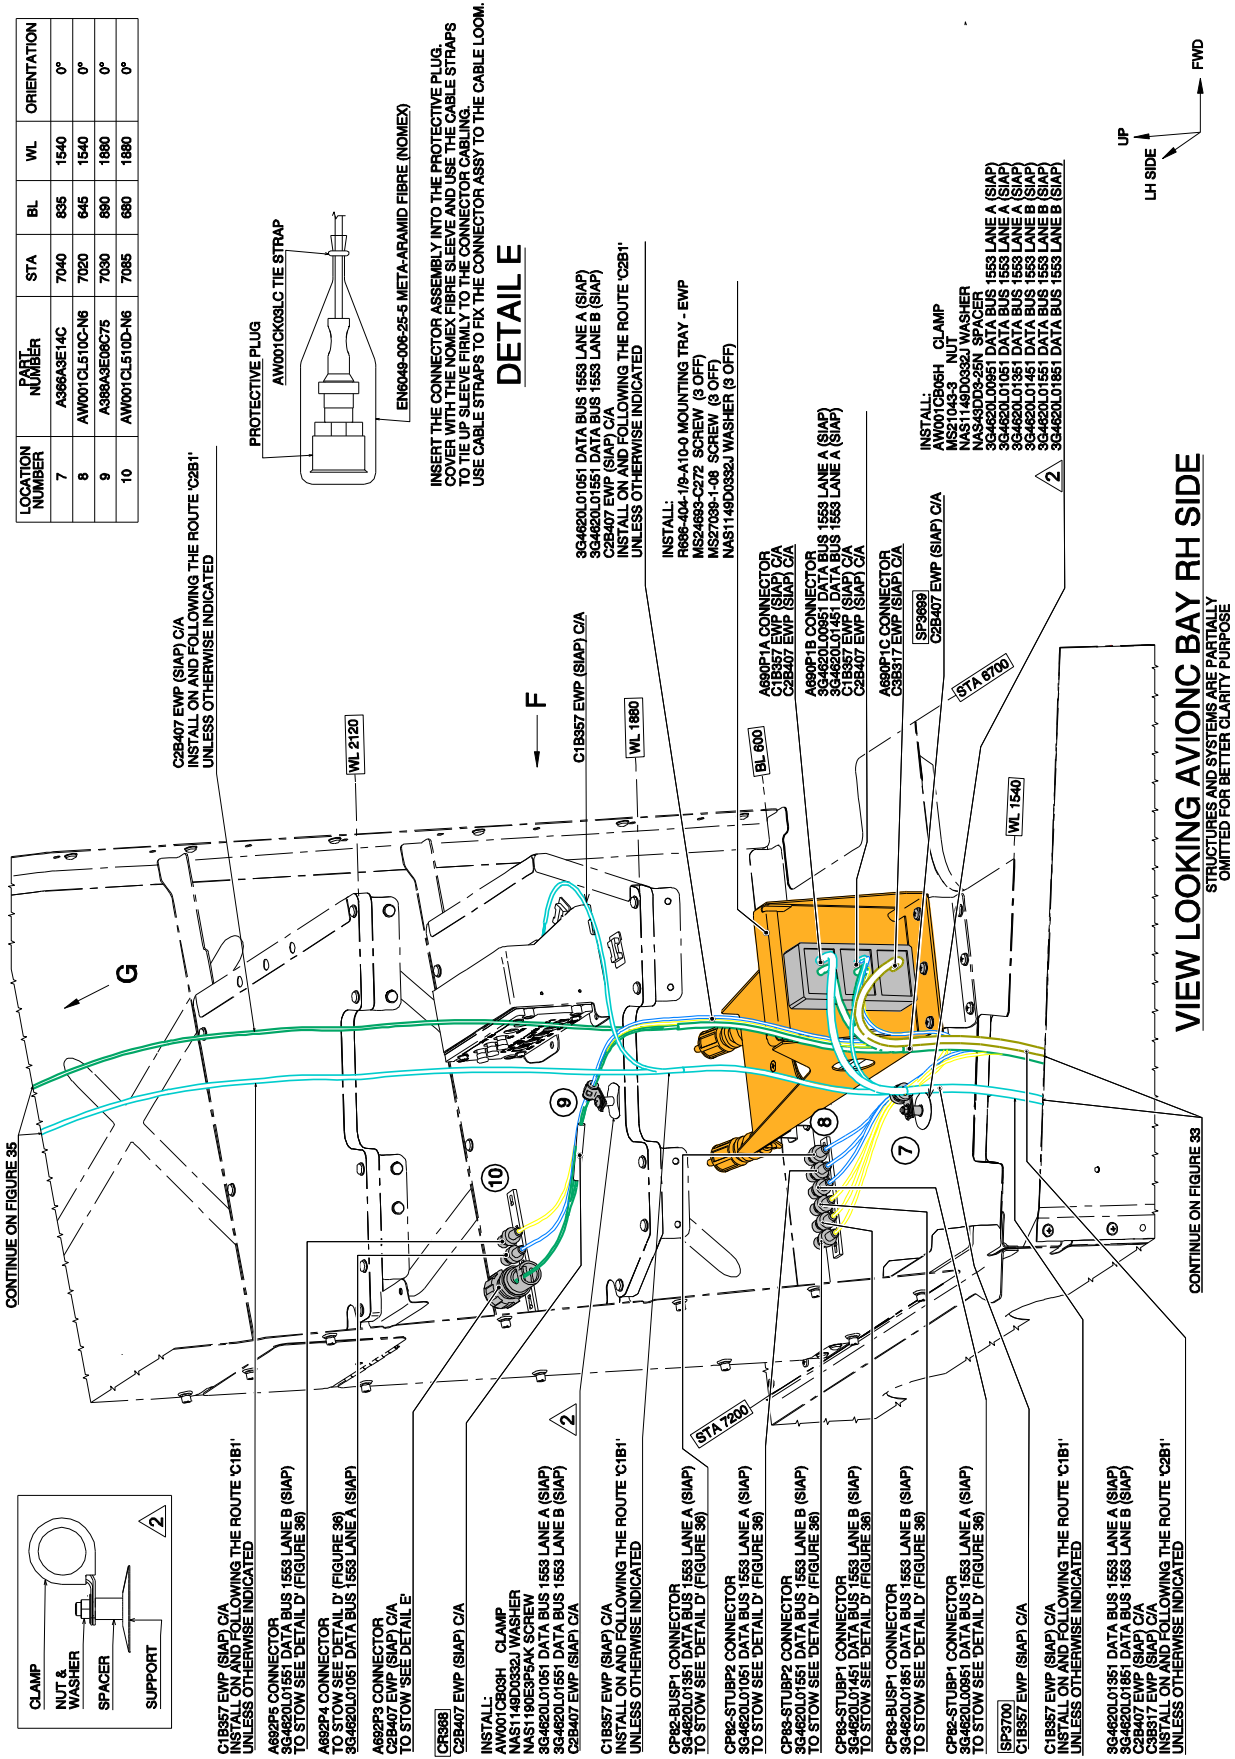 LOCATION NUMBER PART NUMBER STA BL WL ORIENTATION
7 A366A3E14C 7040 835 1540 0°
8 AW001CL510C-N6 7020 645 1540 0°
9 A388A3E08C75 7030 890 1880 0°
10 AW001CL510D-N6 7085 680 1880 0°
PROTECTIVE PLUG
AW001CK03LC TIE STRAP
EN6049-006-25-5 META-ARAMID FIBRE (NOMEX)
INSERT THE CONNECTOR ASSEMBLY INTO THE PROTECTIVE PLUG.
COVER WITH THE NOMEX FIBRE SLEEVE AND USE THE CABLE STRAPS
TO TIE UP SLEEVE FIRMLY TO THE CONNECTOR CABLING.
USE CABLE STRAPS TO FIX THE CONNECTOR ASSY TO THE CABLE LOOM.
DETAIL E
C2B407 EWP (SIAP) C/A
INSTALL ON AND FOLLOWING THE ROUTE 'C2B1'
UNLESS OTHERWISE INDICATED
WL 2120
F
C1B357 EWP (SIAP) C/A
WL 1880
3G4620L01051 DATA BUS 1553 LANE A (SIAP)
3G4620L01551 DATA BUS 1553 LANE B (SIAP)
C2B407 EWP (SIAP) C/A
INSTALL ON AND FOLLOWING THE ROUTE 'C2B1'
UNLESS OTHERWISE INDICATED
INSTALL:
R686-404-1/9-A10-0 MOUNTING TRAY - EWP
MS24693-C272 SCREW (3 OFF)
MS27039-1-08 SCREW (3 OFF)
NAS1149D0332J WASHER (3 OFF)
BL 600
A690P1A CONNECTOR
C1B357 EWP (SIAP) C/A
C2B407 EWP (SIAP) C/A
A690P1B CONNECTOR
3G4620L00951 DATA BUS 1553 LANE A (SIAP)
3G4620L01451 DATA BUS 1553 LANE A (SIAP)
C1B357 EWP (SIAP) C/A
C2B407 EWP (SIAP) C/A
A690P1C CONNECTOR
C3B317 EWP (SIAP) C/A
SP3699
C2B407 EWP (SIAP) C/A
INSTALL:
AW001CB05H CLAMP
MS21043-3 NUT
NAS1149D0332J WASHER
NAS43DD3-25N SPACER
3G4620L00951 DATA BUS 1553 LANE A (SIAP)
3G4620L01051 DATA BUS 1553 LANE A (SIAP)
3G4620L01351 DATA BUS 1553 LANE A (SIAP)
3G4620L01451 DATA BUS 1553 LANE B (SIAP)
3G4620L01551 DATA BUS 1553 LANE B (SIAP)
3G4620L01851 DATA BUS 1553 LANE B (SIAP)
2
STA 6700
WL 1540
UP
LH SIDE
FWD
VIEW LOOKING AVIONC BAY RH SIDE
STRUCTURES AND SYSTEMS ARE PARTIALLY
OMITTED FOR BETTER CLARITY PURPOSE
G
CONTINUE ON FIGURE 35
CONTINUE ON FIGURE 33
10
9
8
7
STA 7200
CLAMP
NUT &
WASHER
SPACER
SUPPORT
2
C1B357 EWP (SIAP) C/A
INSTALL ON AND FOLLOWING THE ROUTE 'C1B1'
UNLESS OTHERWISE INDICATED
A692P5 CONNECTOR
3G4620L01551 DATA BUS 1553 LANE B (SIAP)
TO STOW SEE 'DETAIL D' (FIGURE 36)
A692P4 CONNECTOR
TO STOW SEE 'DETAIL D' (FIGURE 36)
3G4620L01051 DATA BUS 1553 LANE A (SIAP)
A692P3 CONNECTOR
C2B407 EWP (SIAP) C/A
TO STOW 'SEE DETAIL E'
CR368
C2B407 EWP (SIAP) C/A
INSTALL:
AW001CB03H CLAMP
NAS1149D0332J WASHER
NAS1190E3P5AK SCREW
3G4620L01051 DATA BUS 1553 LANE A (SIAP)
3G4620L01551 DATA BUS 1553 LANE B (SIAP)
C2B407 EWP (SIAP) C/A
2
C1B357 EWP (SIAP) C/A
INSTALL ON AND FOLLOWING THE ROUTE 'C1B1'
UNLESS OTHERWISE INDICATED
CP82-BUSP1 CONNECTOR
3G4620L01351 DATA BUS 1553 LANE A (SIAP)
TO STOW SEE 'DETAIL D' (FIGURE 36)
CP82-STUBP2 CONNECTOR
3G4620L01051 DATA BUS 1553 LANE A (SIAP)
TO STOW SEE 'DETAIL D' (FIGURE 36)
CP83-STUBP2 CONNECTOR
3G4620L01551 DATA BUS 1553 LANE B (SIAP)
TO STOW SEE 'DETAIL D' (FIGURE 36)
CP83-STUBP1 CONNECTOR
3G4620L01451 DATA BUS 1553 LANE B (SIAP)
TO STOW SEE 'DETAIL D' (FIGURE 36)
CP83-BUSP1 CONNECTOR
3G4620L01851 DATA BUS 1553 LANE B (SIAP)
TO STOW SEE 'DETAIL D' (FIGURE 36)
CP82-STUBP1 CONNECTOR
3G4620L00951 DATA BUS 1553 LANE A (SIAP)
TO STOW SEE 'DETAIL D' (FIGURE 36)
SP3700
C1B357 EWP (SIAP) C/A
C1B357 EWP (SIAP) C/A
INSTALL ON AND FOLLOWING THE ROUTE 'C1B1'
UNLESS OTHERWISE INDICATED
3G4620L01351 DATA BUS 1553 LANE A (SIAP)
3G4620L01851 DATA BUS 1553 LANE B (SIAP)
C2B407 EWP (SIAP) C/A
C3B317 EWP (SIAP) C/A
INSTALL ON AND FOLLOWING THE ROUTE 'C2B1'
UNLESS OTHERWISE INDICATED